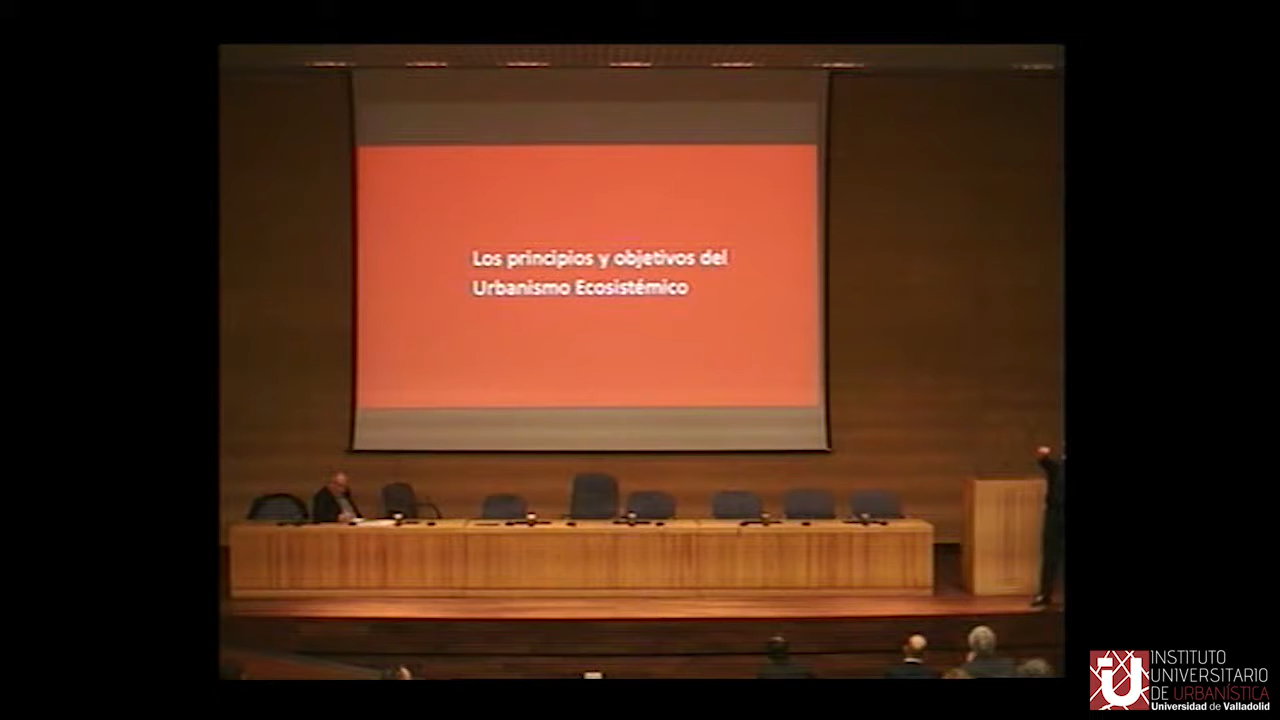 Los principios y objetivos del
Urbanismo Ecosistémico
INSTITUTO
UNIVERSITARIO
DE URBANÍSTICA
Universidad de Valladolid